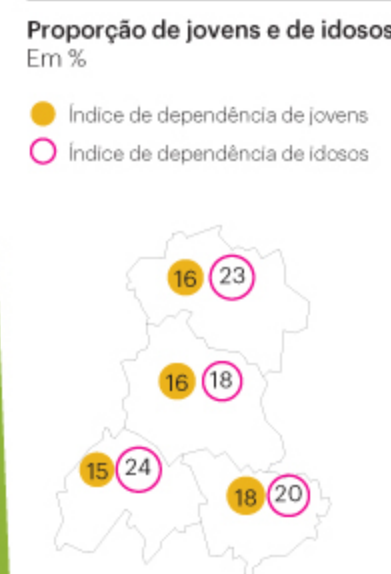 Proporção de jovens e de idosos
Em %
Índice de dependência de jovens
Índice de dependência de idosos
16 23
16 18
15 24
18 20